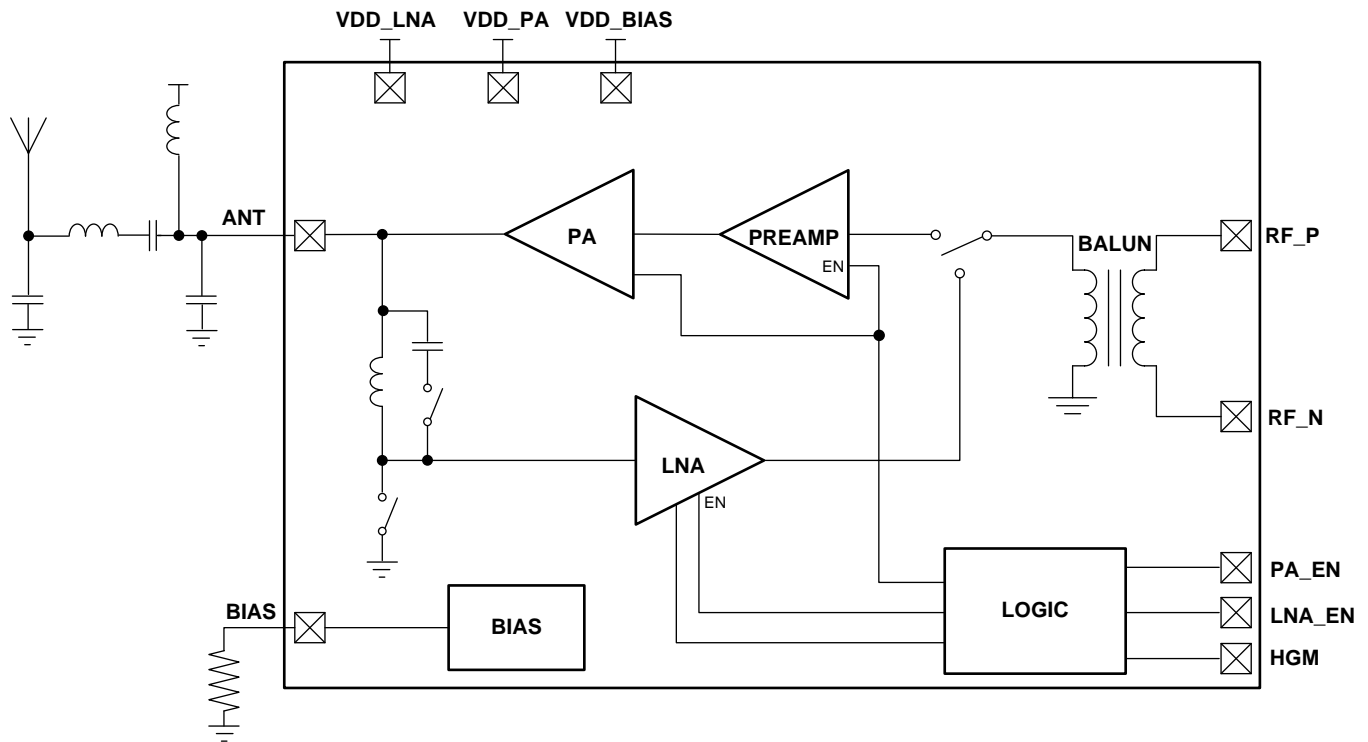 VDD_LNA VDD_PA VDD_BIAS
ANT
PA
PREAMP
EN
BALUN
RF_P
RF_N
LNA
EN
LOGIC
PA_EN
LNA_EN
HGM
BIAS
BIAS